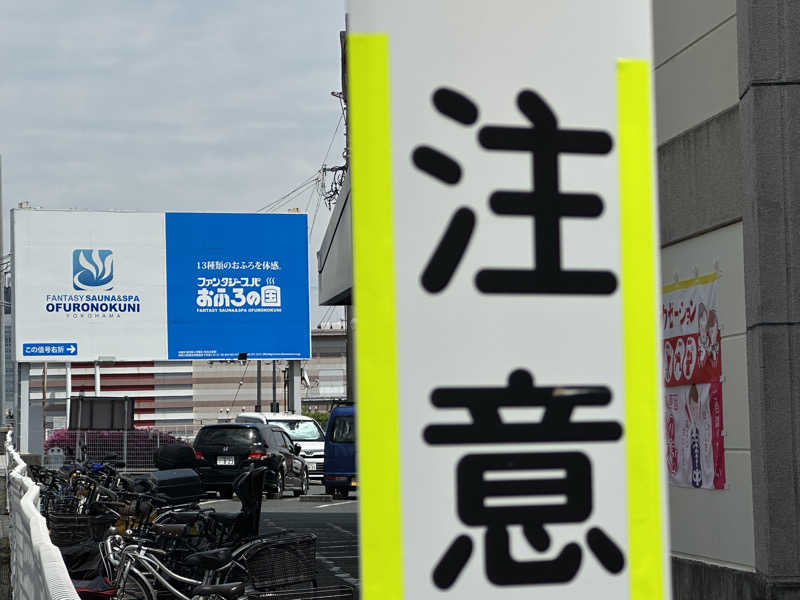 FANTASY SAUNA&SPA
OFURONOKUNI
YOKOHAMA
この信号右折
13種類のおふろを体感。
ファンタジースパ
おふろの国
FANTASY SAUNA&SPA OFURONOKUNI
注意